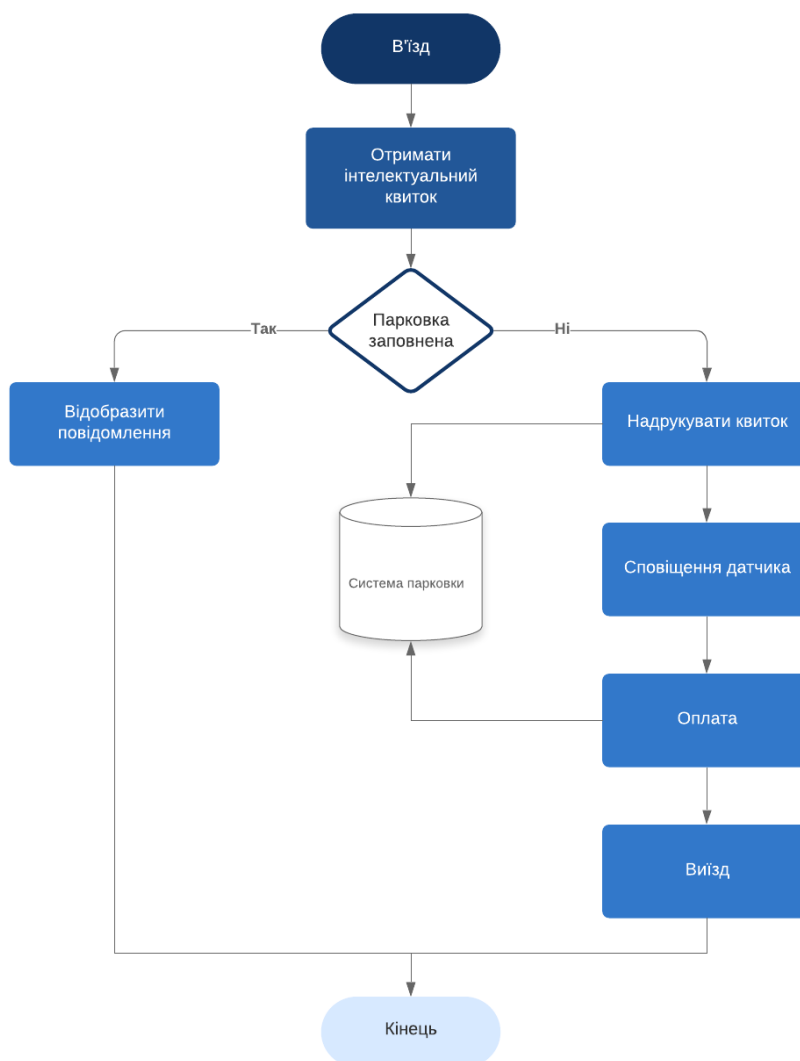 В'їзд
Отримати
інтелектуальний
квиток
Парковка
заповнена
Так
Ні
Відобразити
повідомлення
Надрукувати квиток
Система парковки
Сповіщення датчика
Оплата
Виїзд
Кінець